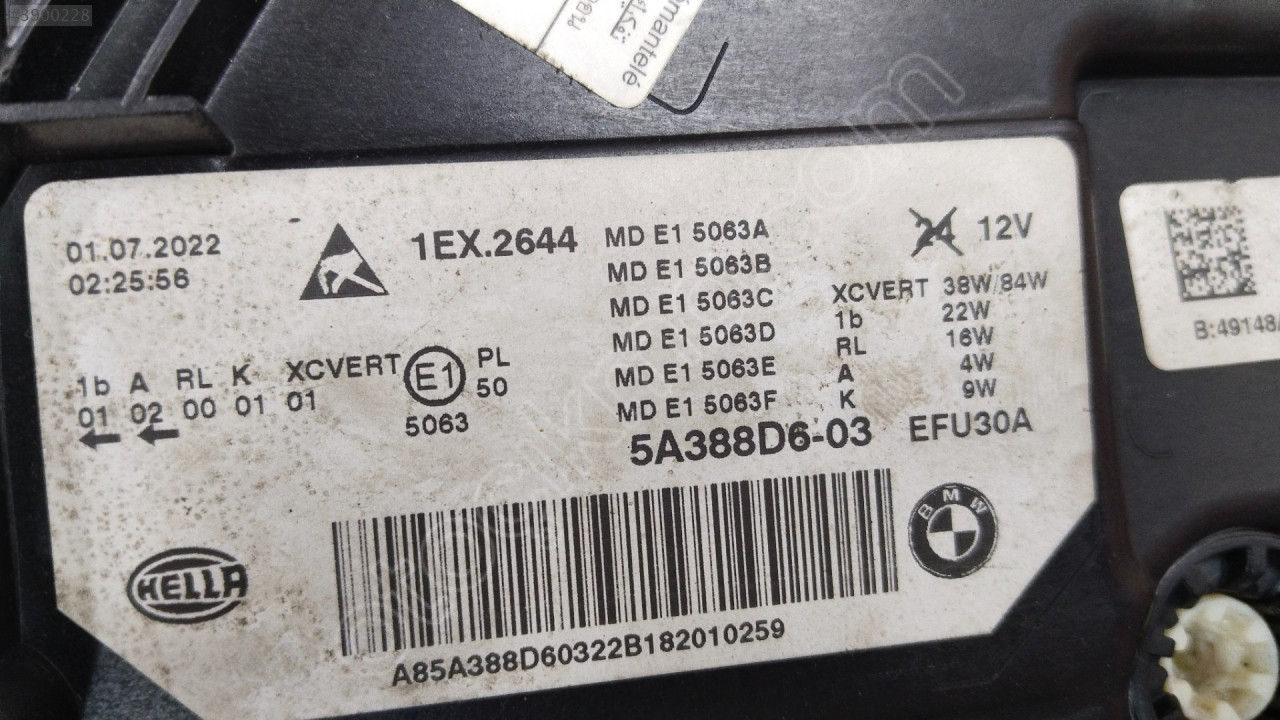 #3900228
émantelé
01.07.2022
02:25:56
1EX.2644
MD E1 5063A
MD E1 5063B
MD E1 5063C
MD E1 5063D
MD E1 5063E
MD E1 5063F
24 12V
XCVERT 38W/84W
1b 22W
RL 16W
A 4W
K 9W
1b A RL K XCVERT
01 02 00 01 01
E1
PL
50
5063
5A388D6-03
EFU30A
HELLA
BMW
A85A388D60322B182010259
B:49148